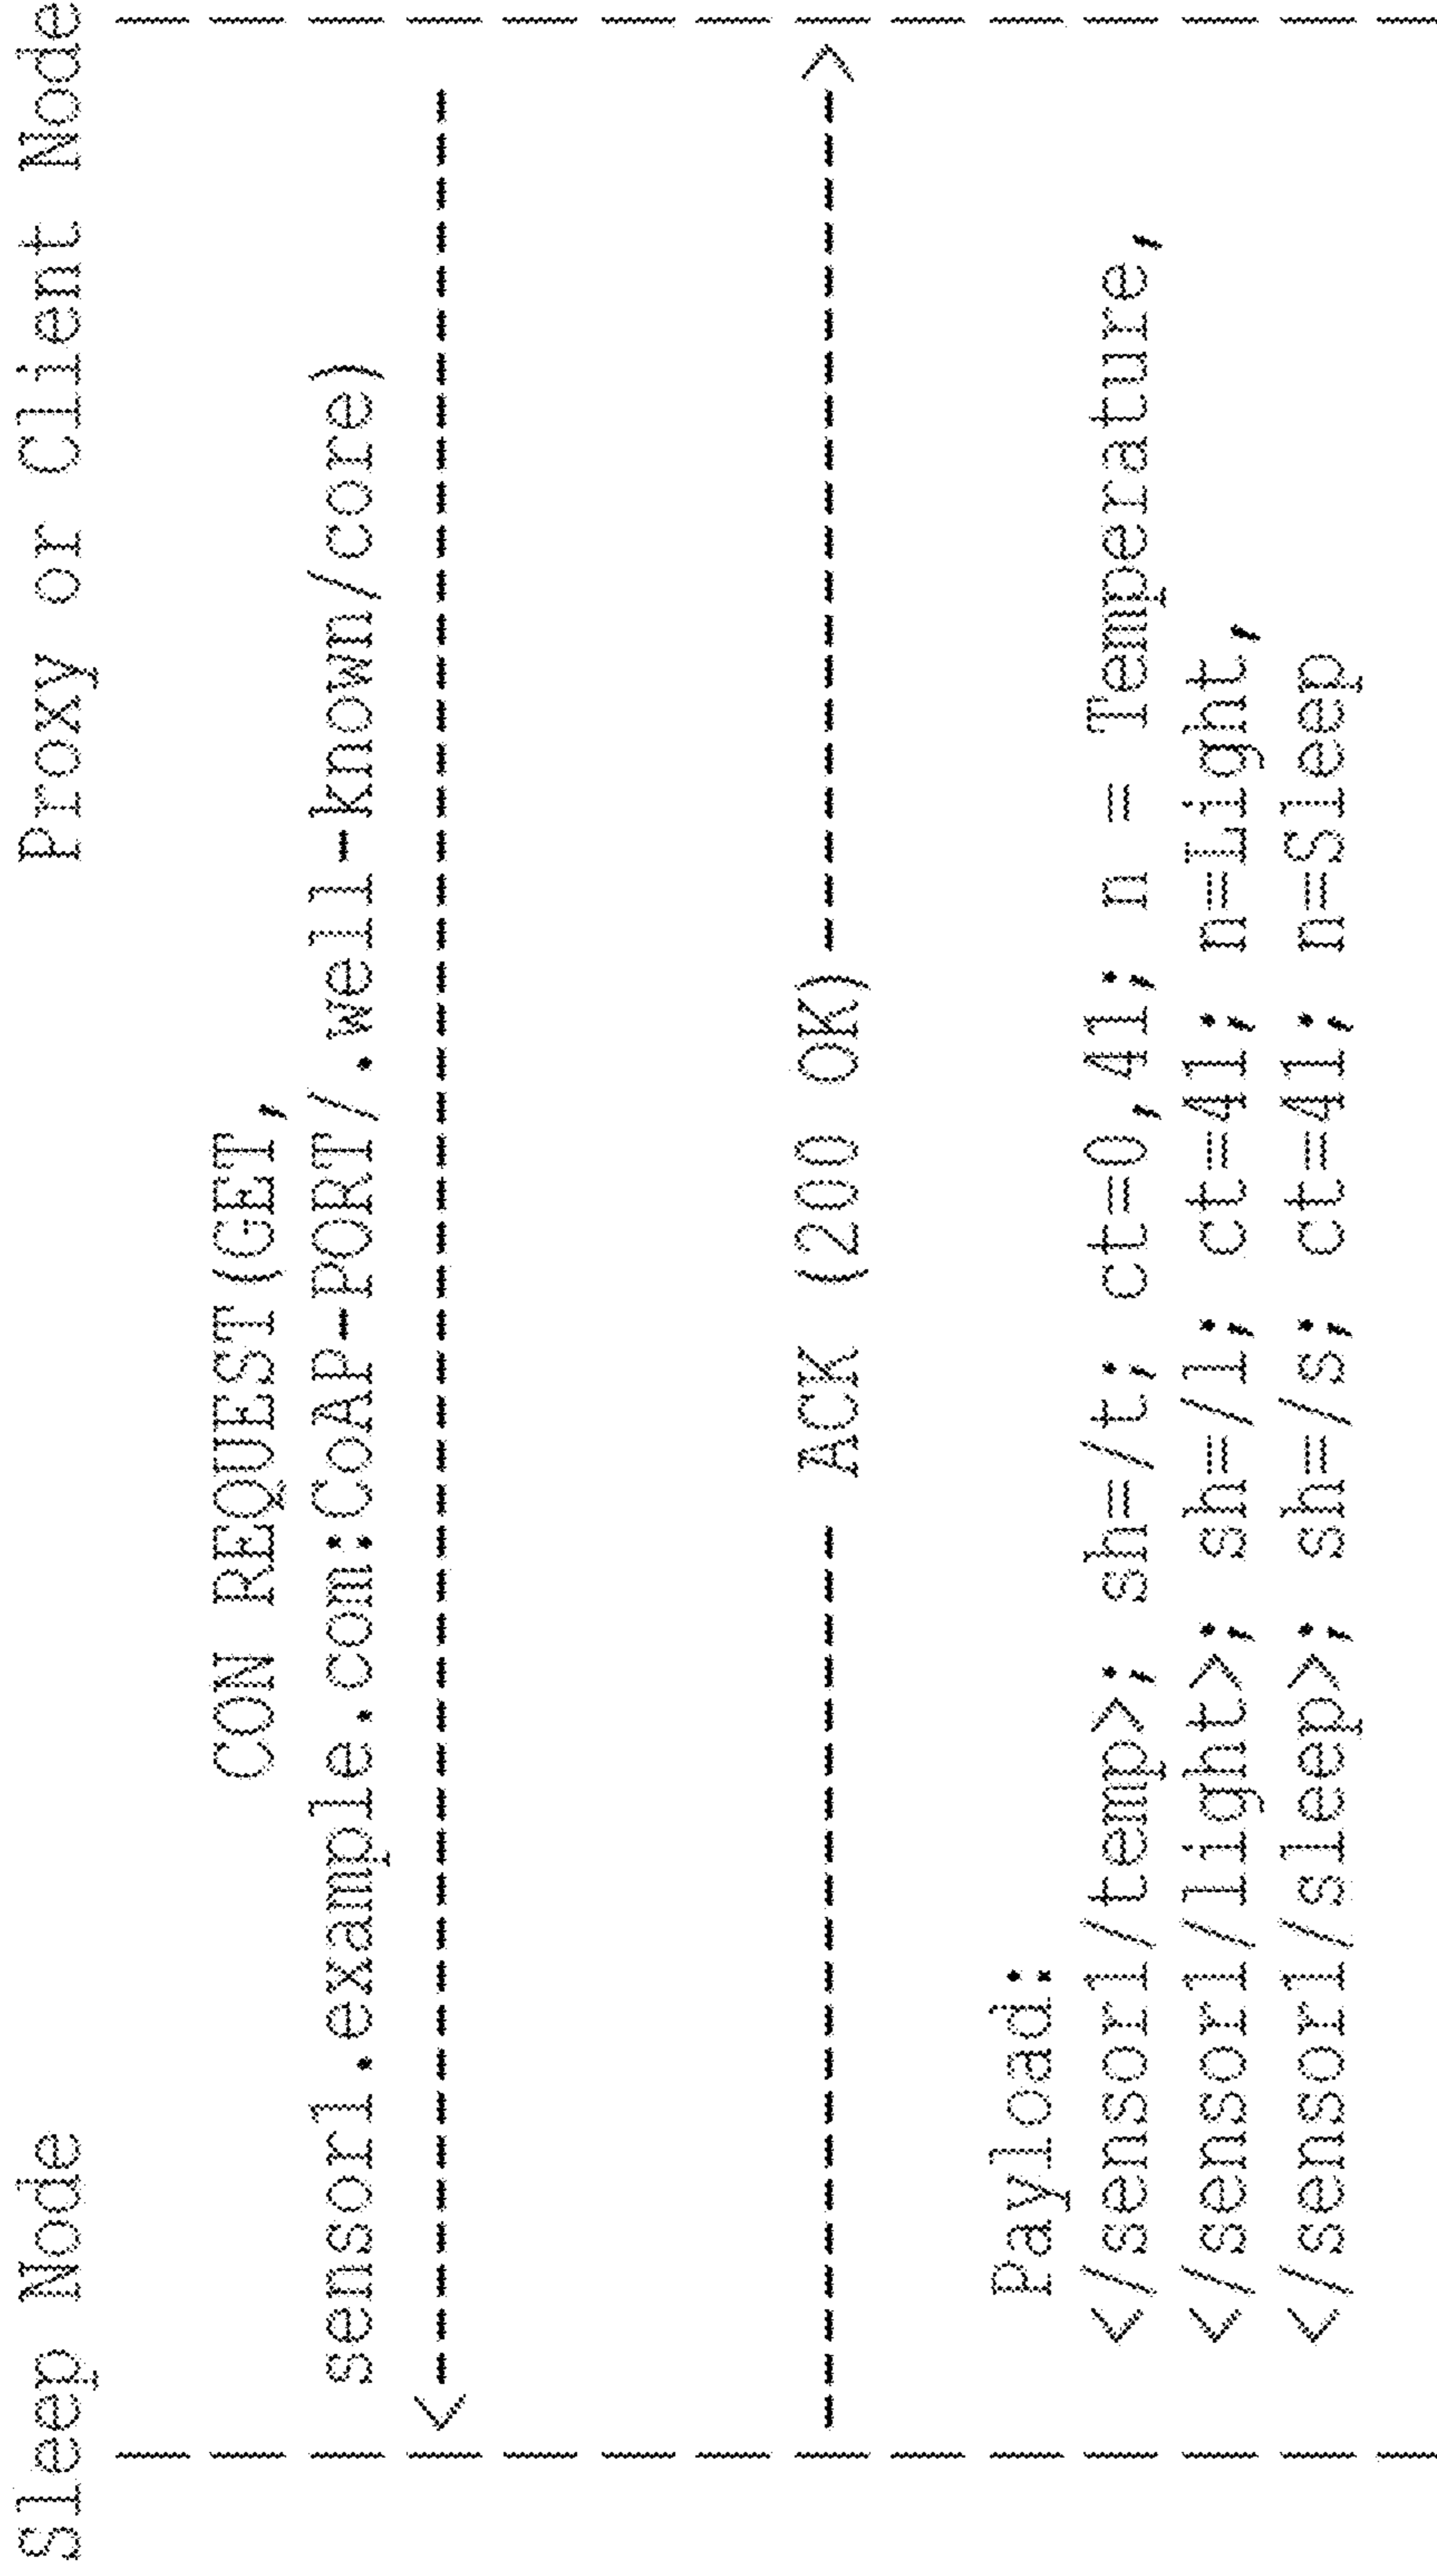 Sleep Node Proxy or Client Node
CON REQUEST(GET,
sensor1.example.com:CoAP-PORT/.well-known/core)
ACK (200 OK)
Payload:
</sensor1/temp>; sh=/t; ct=0,41; n = Temperature,
</sensor1/light>; sh=/l; ct=41; n=Light,
</sensor1/sleep>; sh=/s; ct=41; n=Sleep